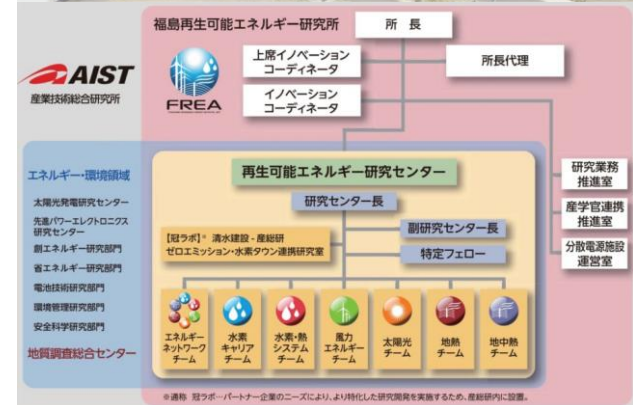 福島再生可能エネルギー研究所
所 長
AIST
産業技術総合研究所
FREA
上席イノベーション
コーディネータ
所長代理
イノベーション
コーディネータ
研究業務
推進室
産学官連携
推進室
分散電源施設
運営室
エネルギー・環境領域
太陽光発電研究センター
先進パワーエレクトロニクス
研究センター
創エネルギー研究部門
省エネルギー研究部門
電池技術研究部門
環境管理研究部門
安全科学研究部門
地質調査総合センター
再生可能エネルギー研究センター
研究センター長
副研究センター長
特定フェロー
【冠ラボ】※ 清水建設 - 産総研
ゼロエミッション・水素タウン連携研究室
エネルギー
ネットワーク
チーム
水素
キャリア
チーム
水素・熱
システム
チーム
風力
エネルギー
チーム
太陽光
チーム
地熱
チーム
地中熱
チーム
※通称 冠ラボ…パートナー企業のニーズにより、より特化した研究開発を実施するため、産総研内に設置。